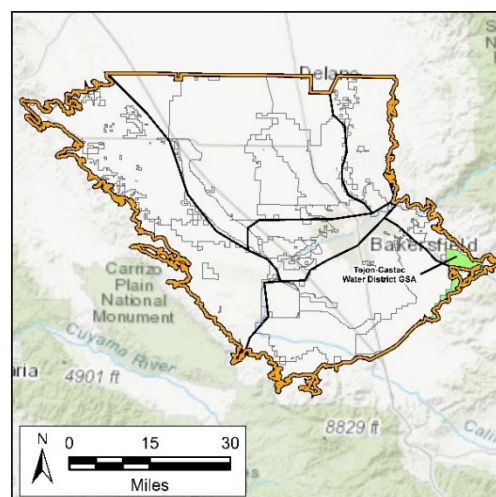 Delano
Bakersfield
Tejon-Castac
Water District GSA
Carrizo
Plain
National
Monument
Cuyama River
4901 ft
8829 ft
N
0 15 30
Miles